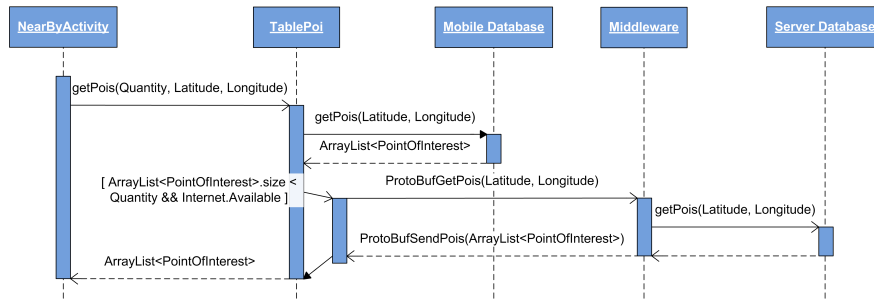 NearByActivity
TablePoi
Mobile Database
Middleware
Server Database
getPois(Quantity, Latitude, Longitude)
getPois(Latitude, Longitude)
ArrayList<PointOfInterest>
[ ArrayList<PointOfInterest>.size <
Quantity && Internet.Available ]
ProtoBufGetPois(Latitude, Longitude)
getPois(Latitude, Longitude)
ProtoBufSendPois(ArrayList<PointOfInterest>)
ArrayList<PointOfInterest>